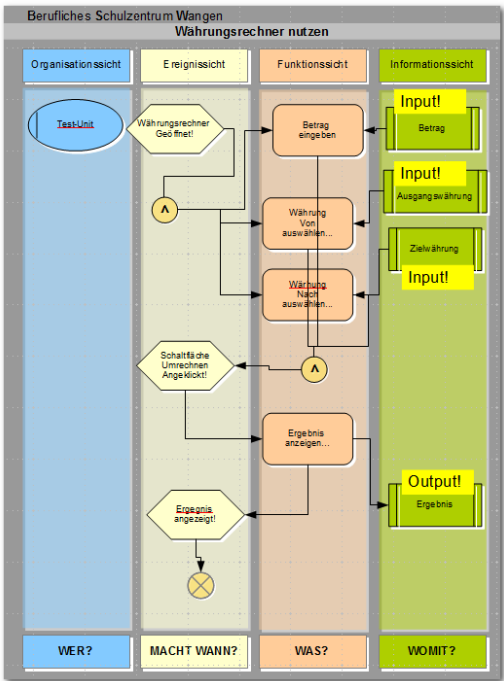 Berufliches Schulzentrum Wangen
Währungsrechner nutzen
Organisationssicht
Ereignissicht
Funktionssicht
Informationssicht
Test-Unit
Währungsrechner
Geöffnet!
Betrag
eingeben
Input!
Betrag
Λ
Währung
Von
auswählen...
Input!
Ausgangswährung
Zielwährung
Input!
Wärhung
Nach
auswählen...
Schaltfläche
Umrechnen
Angeklickt!
Λ
Ergebnis
anzeigen...
Output!
Ergebnis
Ergegnis
angezeigt!
WER?
MACHT WANN?
WAS?
WOMIT?